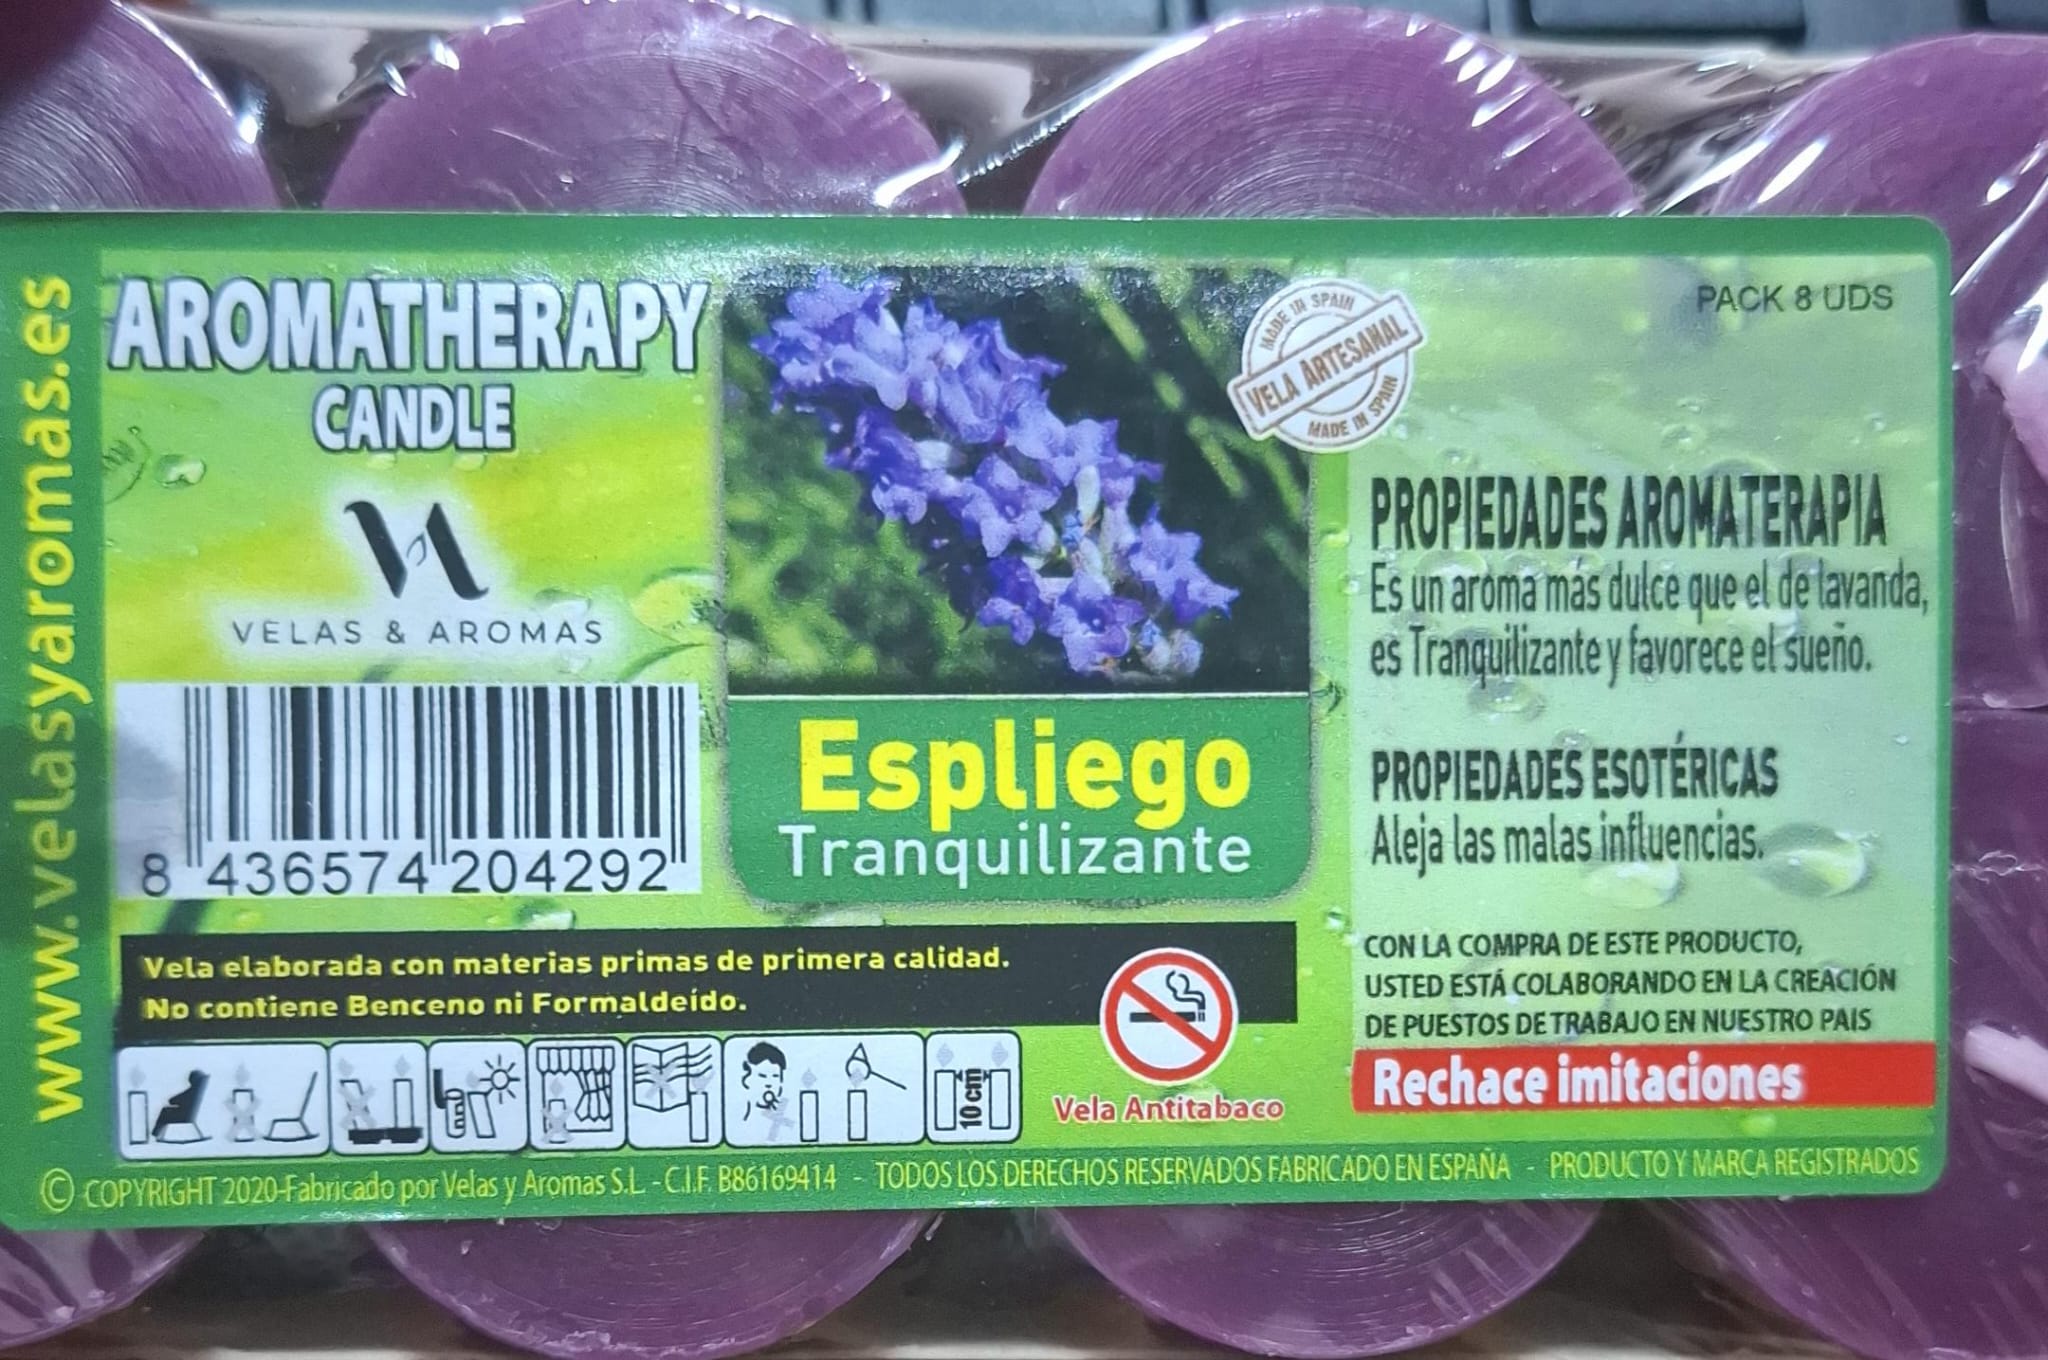 www.velasyaromas.es
AROMATHERAPY
CANDLE
VELAS & AROMAS
8 436574 204292
MADE IN SPAIN
VELA ARTESANAL
MADE IN SPAIN
Espliego
Tranquilizante
PACK 8 UDS
PROPIEDADES AROMATERAPIA
Es un aroma mas dulce que el de lavanda,
es Tranquilizante y favorece el sueño.
PROPIEDADES ESOTÉRICAS
Aleja las malas influencias.
CON LA COMPRA DE ESTE PRODUCTO,
USTED ESTÁ COLABORANDO EN LA CREACIÓN
DE PUESTOS DE TRABAJO EN NUESTRO PAIS
Rechace imitaciones
Vela elaborada con materias primas de primera calidad.
No contiene Benceno ni Formaldeído.
10 cm
Vela Antitabaco
© COPYRIGHT 2020-Fabricado por Velas y Aromas S.L. - C.I.F. B86169414 - TODOS LOS DERECHOS RESERVADOS FABRICADO EN ESPAÑA - PRODUCTO Y MARCA REGISTRADOS